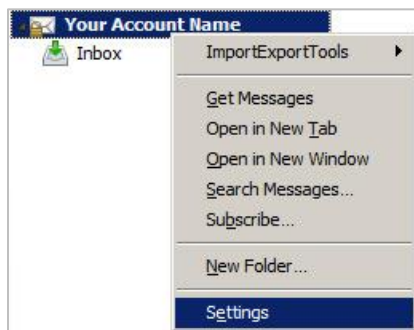 Your Account Name
Inbox
ImportExportTools
Get Messages
Open in New Tab
Open in New Window
Search Messages...
Subscribe...
New Folder...
Settings